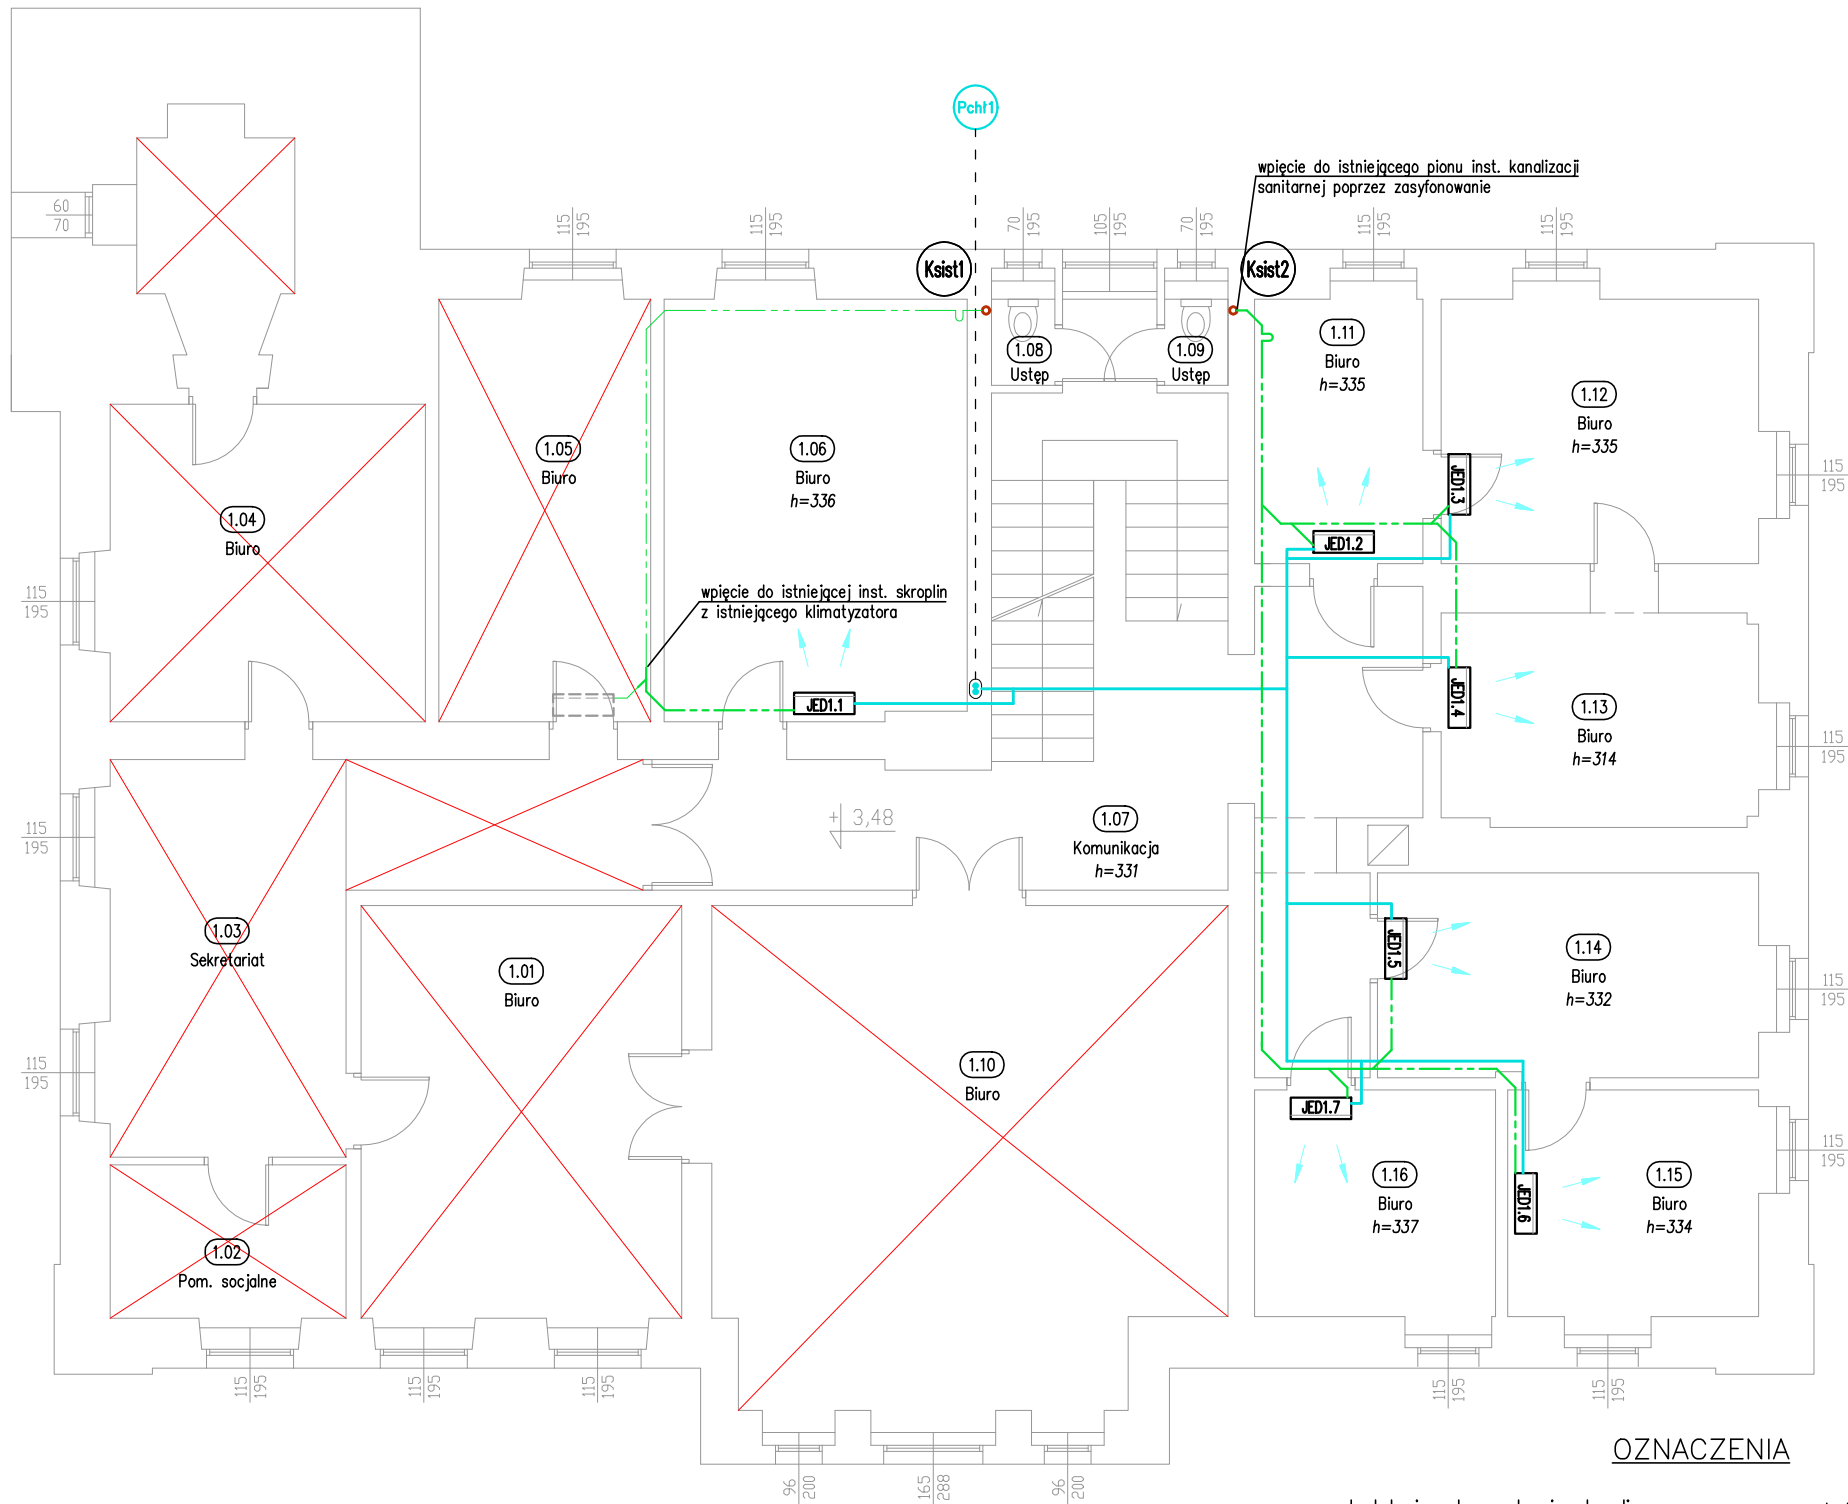 Pchł1
wpięcie do istniejącego pionu inst. kanalizacji
sanitarnej poprzez zasyfonowanie
60
70
115
195
115
195
70
195
105
195
70
195
115
195
115
195
Ksist1
Ksist2
1.08
Ustęp
1.09
Ustęp
1.11
Biuro
h=335
1.12
Biuro
h=335
1.05
Biuro
1.06
Biuro
h=336
1.04
Biuro
JED1.3
115
195
JED1.2
115
195
wpięcie do istniejącej inst. skroplin
z istniejącego klimatyzatora
JED1.1
JED1.4
1.13
Biuro
h=314
115
195
+ 3,48
1.07
Komunikacja
h=331
115
195
1.03
Sekretariat
1.01
Biuro
JED1.5
1.14
Biuro
h=332
115
195
115
195
1.10
Biuro
JED1.7
115
195
1.16
Biuro
h=337
JED1.6
1.15
Biuro
h=334
1.02
Pom. socjalne
115
195
115
195
115
195
115
195
115
195
96
200
165
288
96
200
OZNACZENIA